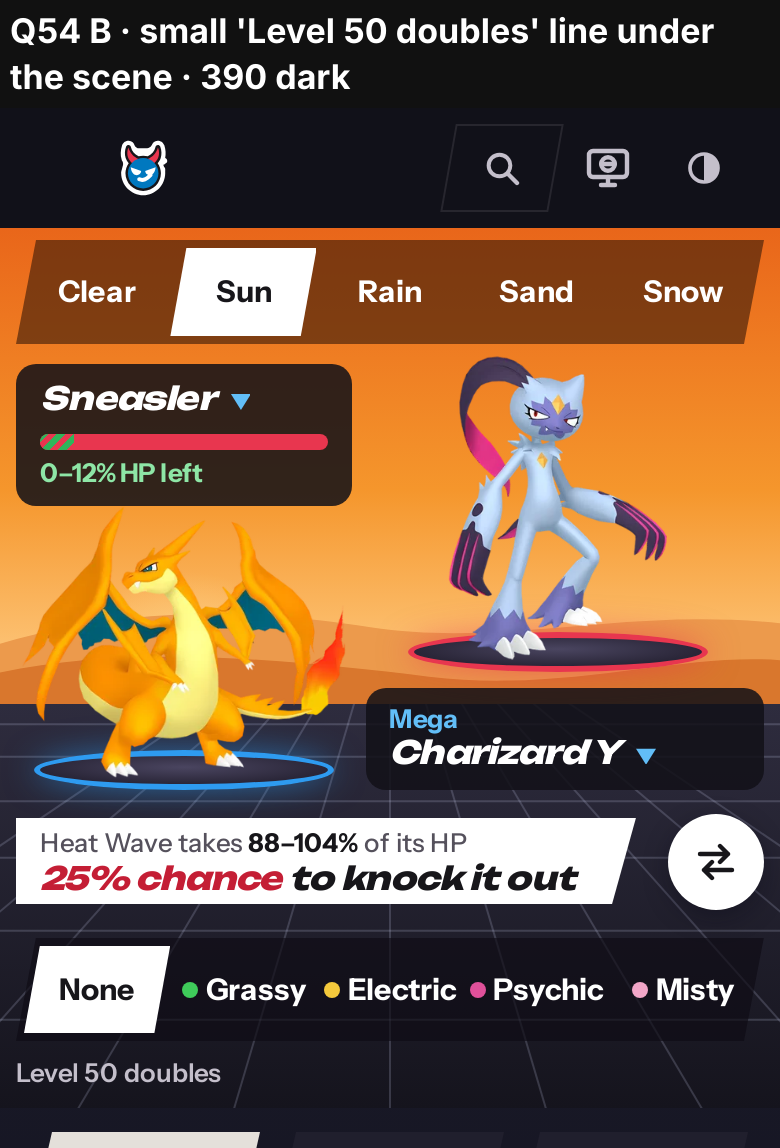 Q54 B · small 'Level 50 doubles' line under
the scene · 390 dark
Clear Sun Rain Sand Snow
Sneasler
0–12% HP left
Mega
Charizard Y
Heat Wave takes 88–104% of its HP
25% chance to knock it out
None Grassy Electric Psychic Misty
Level 50 doubles